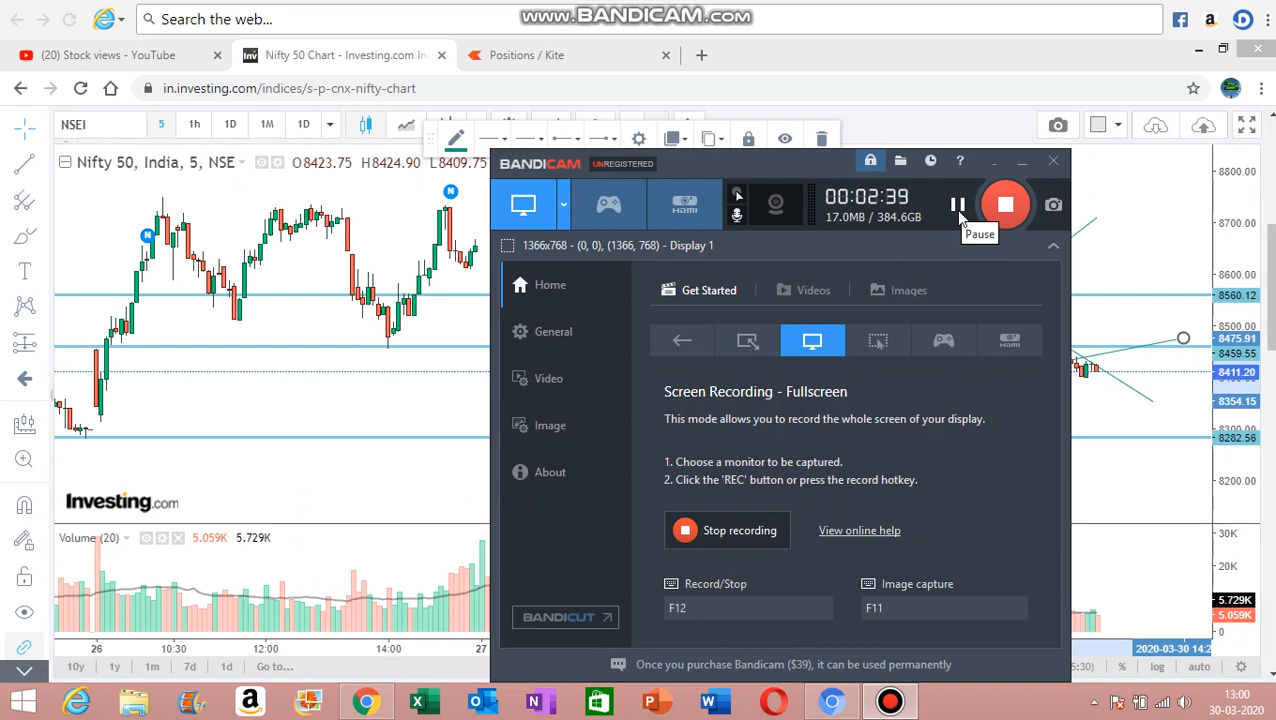 Search the web...
www.BANDICAM.com
(20) Stock views - YouTube
Nifty 50 Chart - Investing.com In
Positions / Kite
in.investing.com/indices/s-p-cnx-nifty-chart
NSEI
5
1h
1D
1M
1D
Nifty 50, India, 5, NSE
O8423.75 H8424.90 L8409.75
N
N
BANDICAM UNREGISTERED
HDMI
00:02:39
17.0MB / 384.6GB
Pause
1366x768 - (0, 0), (1366, 768) - Display 1
Home
General
Video
Image
About
BANDICUT
Get Started
Videos
Images
HDMI
Screen Recording - Fullscreen
This mode allows you to record the whole screen of your display.
1. Choose a monitor to be captured.
2. Click the 'REC' button or press the record hotkey.
Stop recording
View online help
Record/Stop
F12
Image capture
F11
Once you purchase Bandicam ($39), it can be used permanently
8800.00
8700.00
8600.00
8560.12
8500.00
8475.91
8459.55
8411.20
8354.15
8300.00
8282.56
8200.00
Investing.com
Volume (20)
5.059K 5.729K
30K
20K
5.729K
5.059K
0
26
10:30
12:00
14:00
27
2020-03-30 14:2
10y
1y
1m
7d
1d
Go to...
5:30)
%
log
auto
13:00
30-03-2020